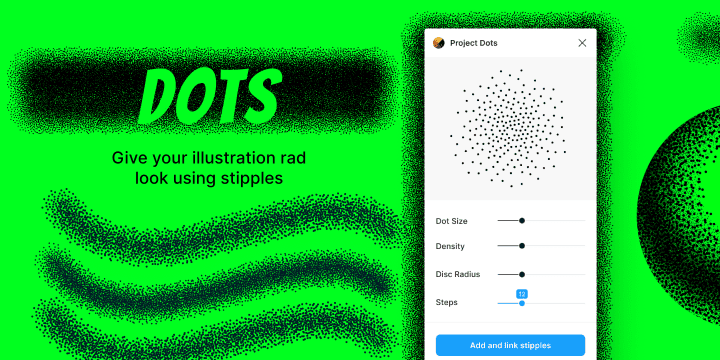 DOTS
Give your illustration rad
look using stipples
Project Dots
Dot Size
Density
Disc Radius
Steps
12
Add and link stipples